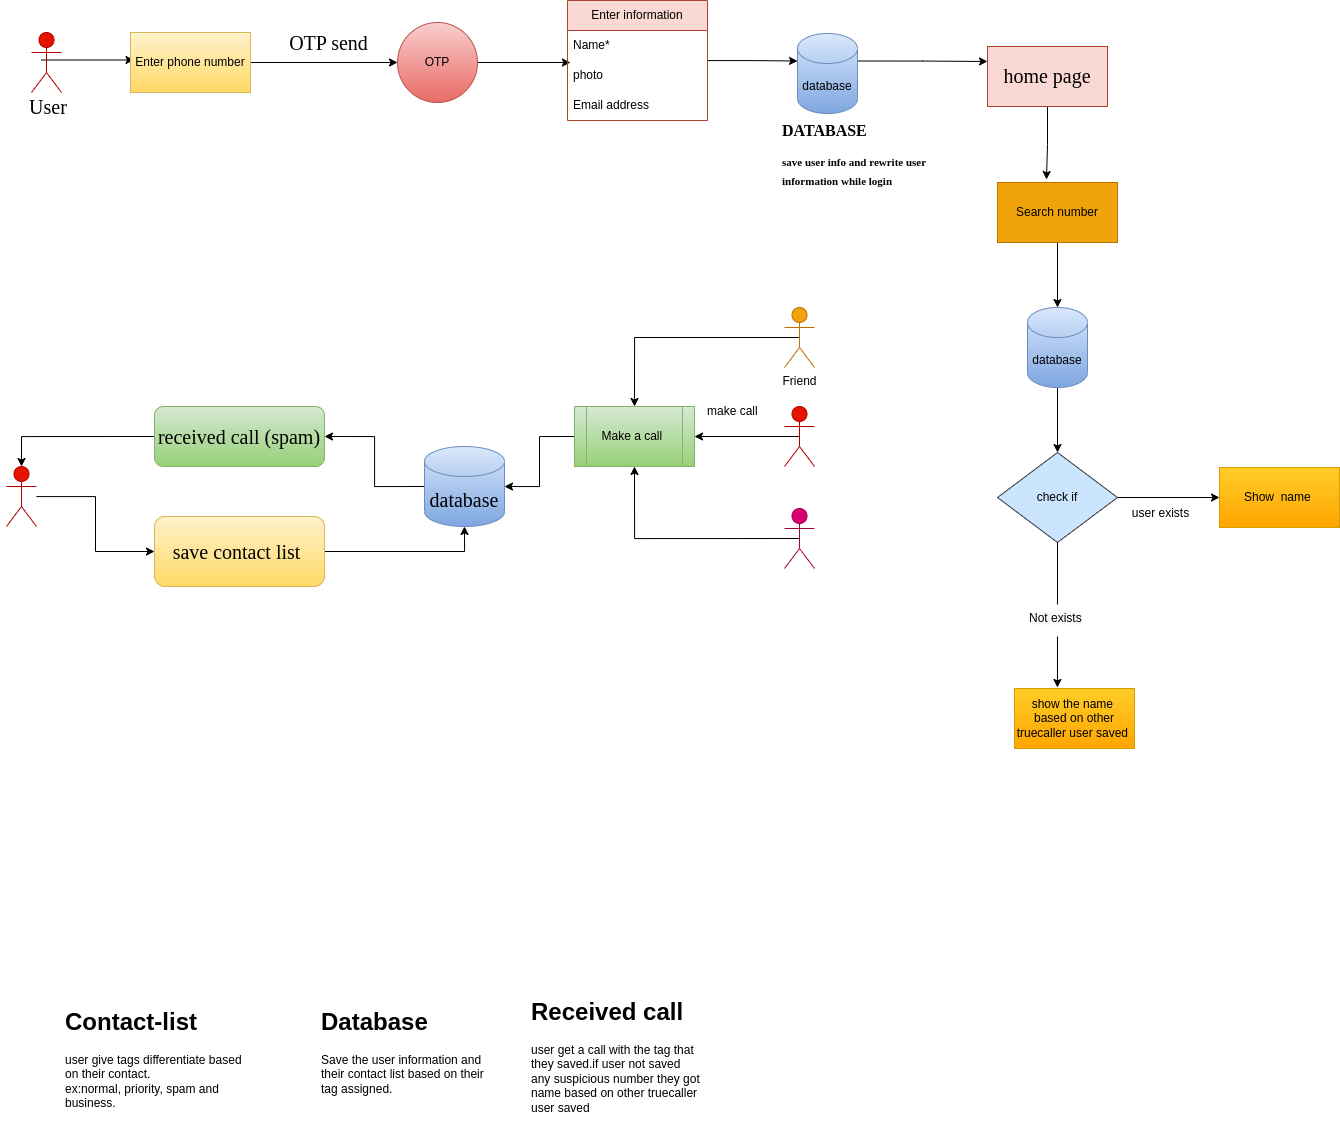 Enter information
OTP send
Enter phone number
OTP
Name*
photo
Email address
database
home page
User
DATABASE
save user info and rewrite user
information while login
Search number
database
Friend
make call
received call (spam)
Make a call
database
save contact list
check if
user exists
Show  name
Not exists
show the name
based on other
truecaller user saved
Contact-list
user give tags differentiate based
on their contact.
ex:normal, priority, spam and
business.
Database
Save the user information and
their contact list based on their
tag assigned.
Received call
user get a call with the tag that
they saved.if user not saved
any suspicious number they got
name based on other truecaller
user saved